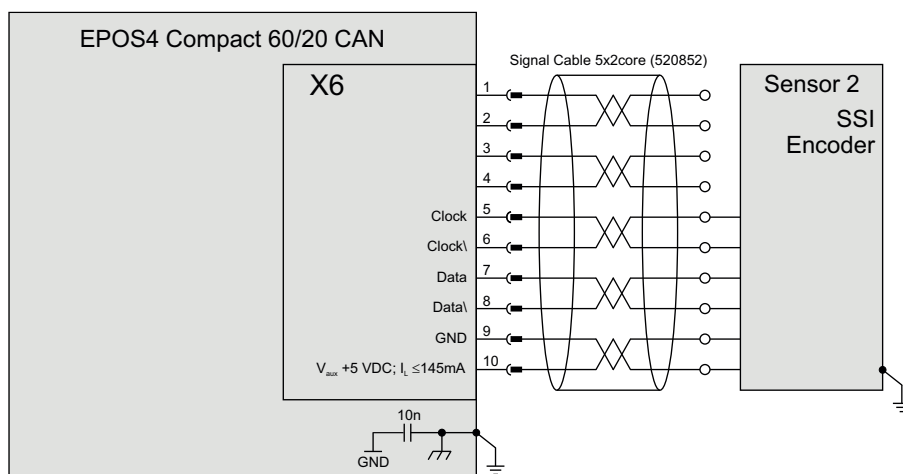 EPOS4 Compact 60/20 CAN
Signal Cable 5x2core (520852)
X6
Sensor 2
SSI
Encoder
1
2
3
4
Clock 5
Clock\ 6
Data 7
Data\ 8
GND 9
Vaux +5 VDC; IL ≤145mA 10
10n
GND